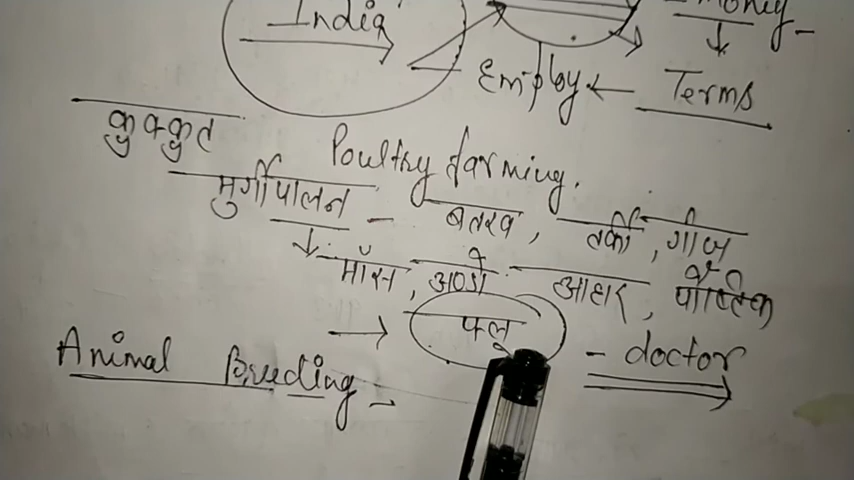 India
Money
Employ ← Terms
कुक्कुत
Poultry farming.
मुर्गीपालन - बतख, टर्की, गीज
माँस, अण्डे आहार, पौष्टिक
→ फ्लू - doctor
Animal Breeding -